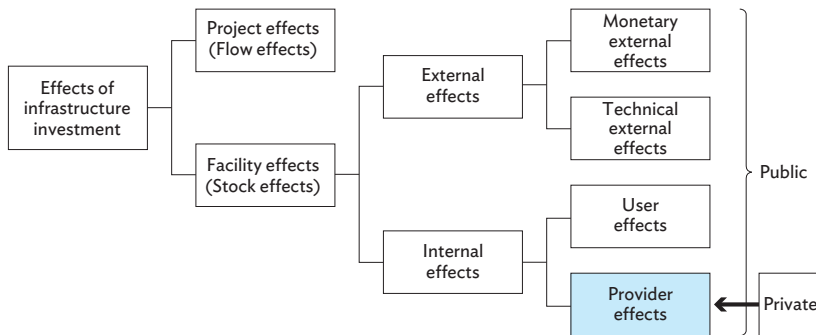 Effects of
infrastructure
investment
Project effects
(Flow effects)
Facility effects
(Stock effects)
External
effects
Internal
effects
Monetary
external
effects
Technical
external
effects
User
effects
Provider
effects
Public
Private